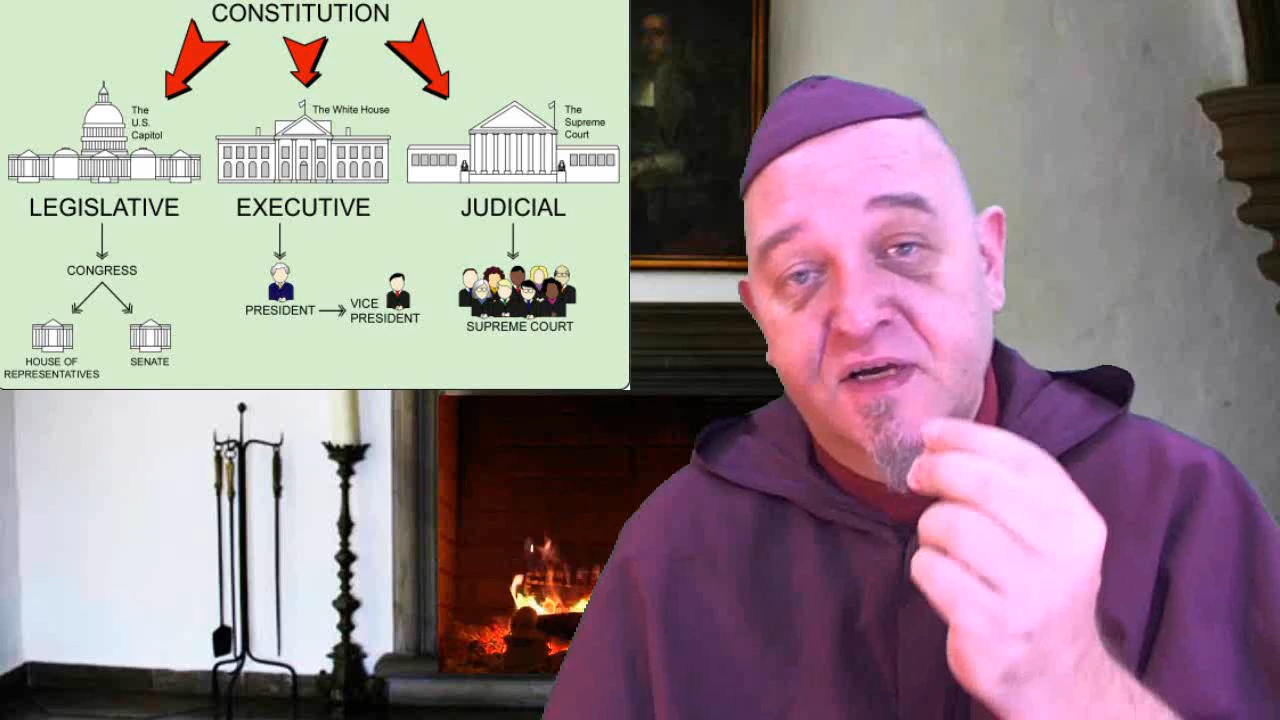 CONSTITUTION
The
U.S.
Capitol
The White House
The
Supreme
Court
LEGISLATIVE
EXECUTIVE
JUDICIAL
CONGRESS
HOUSE OF
REPRESENTATIVES
SENATE
PRESIDENT
VICE
PRESIDENT
SUPREME COURT